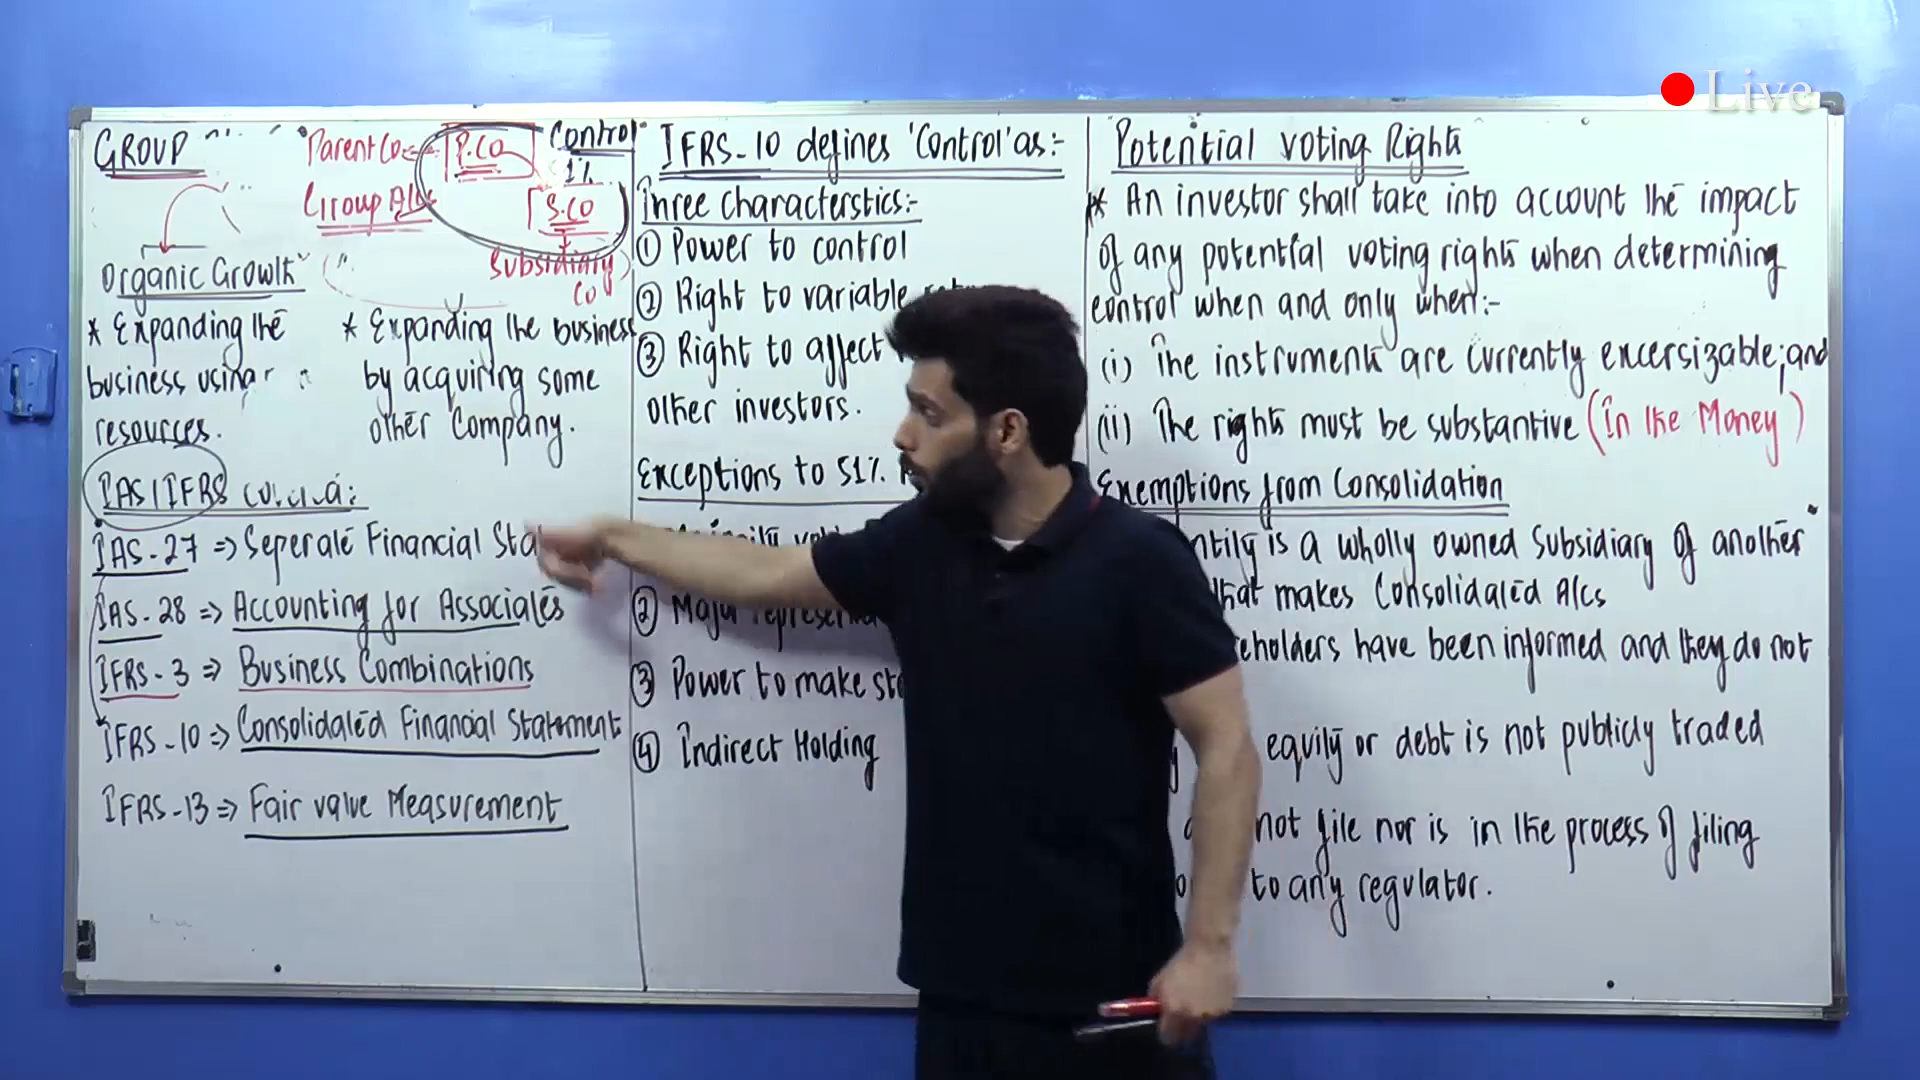 Live
GROUP
Parent Co
P.CO
Control
1%
Group A/cs
S.CO
Subsidiary
Co
Organic Growth
* Expanding the
business using
resources.
* Expanding the business
by acquiring some
other Company.
IAS/IFRS
IAS-27 => Seperate Financial Sta
IAS-28 => Accounting for Associates
IFRS-3 => Business Combinations
IFRS-10 => Consolidated Financial Statement
IFRS-13 => Fair value Measurement
IFRS-10 defines 'Control' as:-
Three Characterstics:-
① Power to control
② Right to variable
③ Right to affect
other investors.
Exceptions to 51%
② Major
③ Power to make
④ Indirect Holding
Potential Voting Rights
* An investor shall take into account the impact
of any potential voting rights when determining
control when and only when:-
(i) The instruments are currently excersizable; and
(ii) The rights must be substantive (In the Money)
Exemptions from Consolidation
is a wholly owned Subsidiary of another
that makes Consolidated A/cs
have been informed and they do not
equity or debt is not publicly traded
not file nor is in the process of filing
to any regulator.